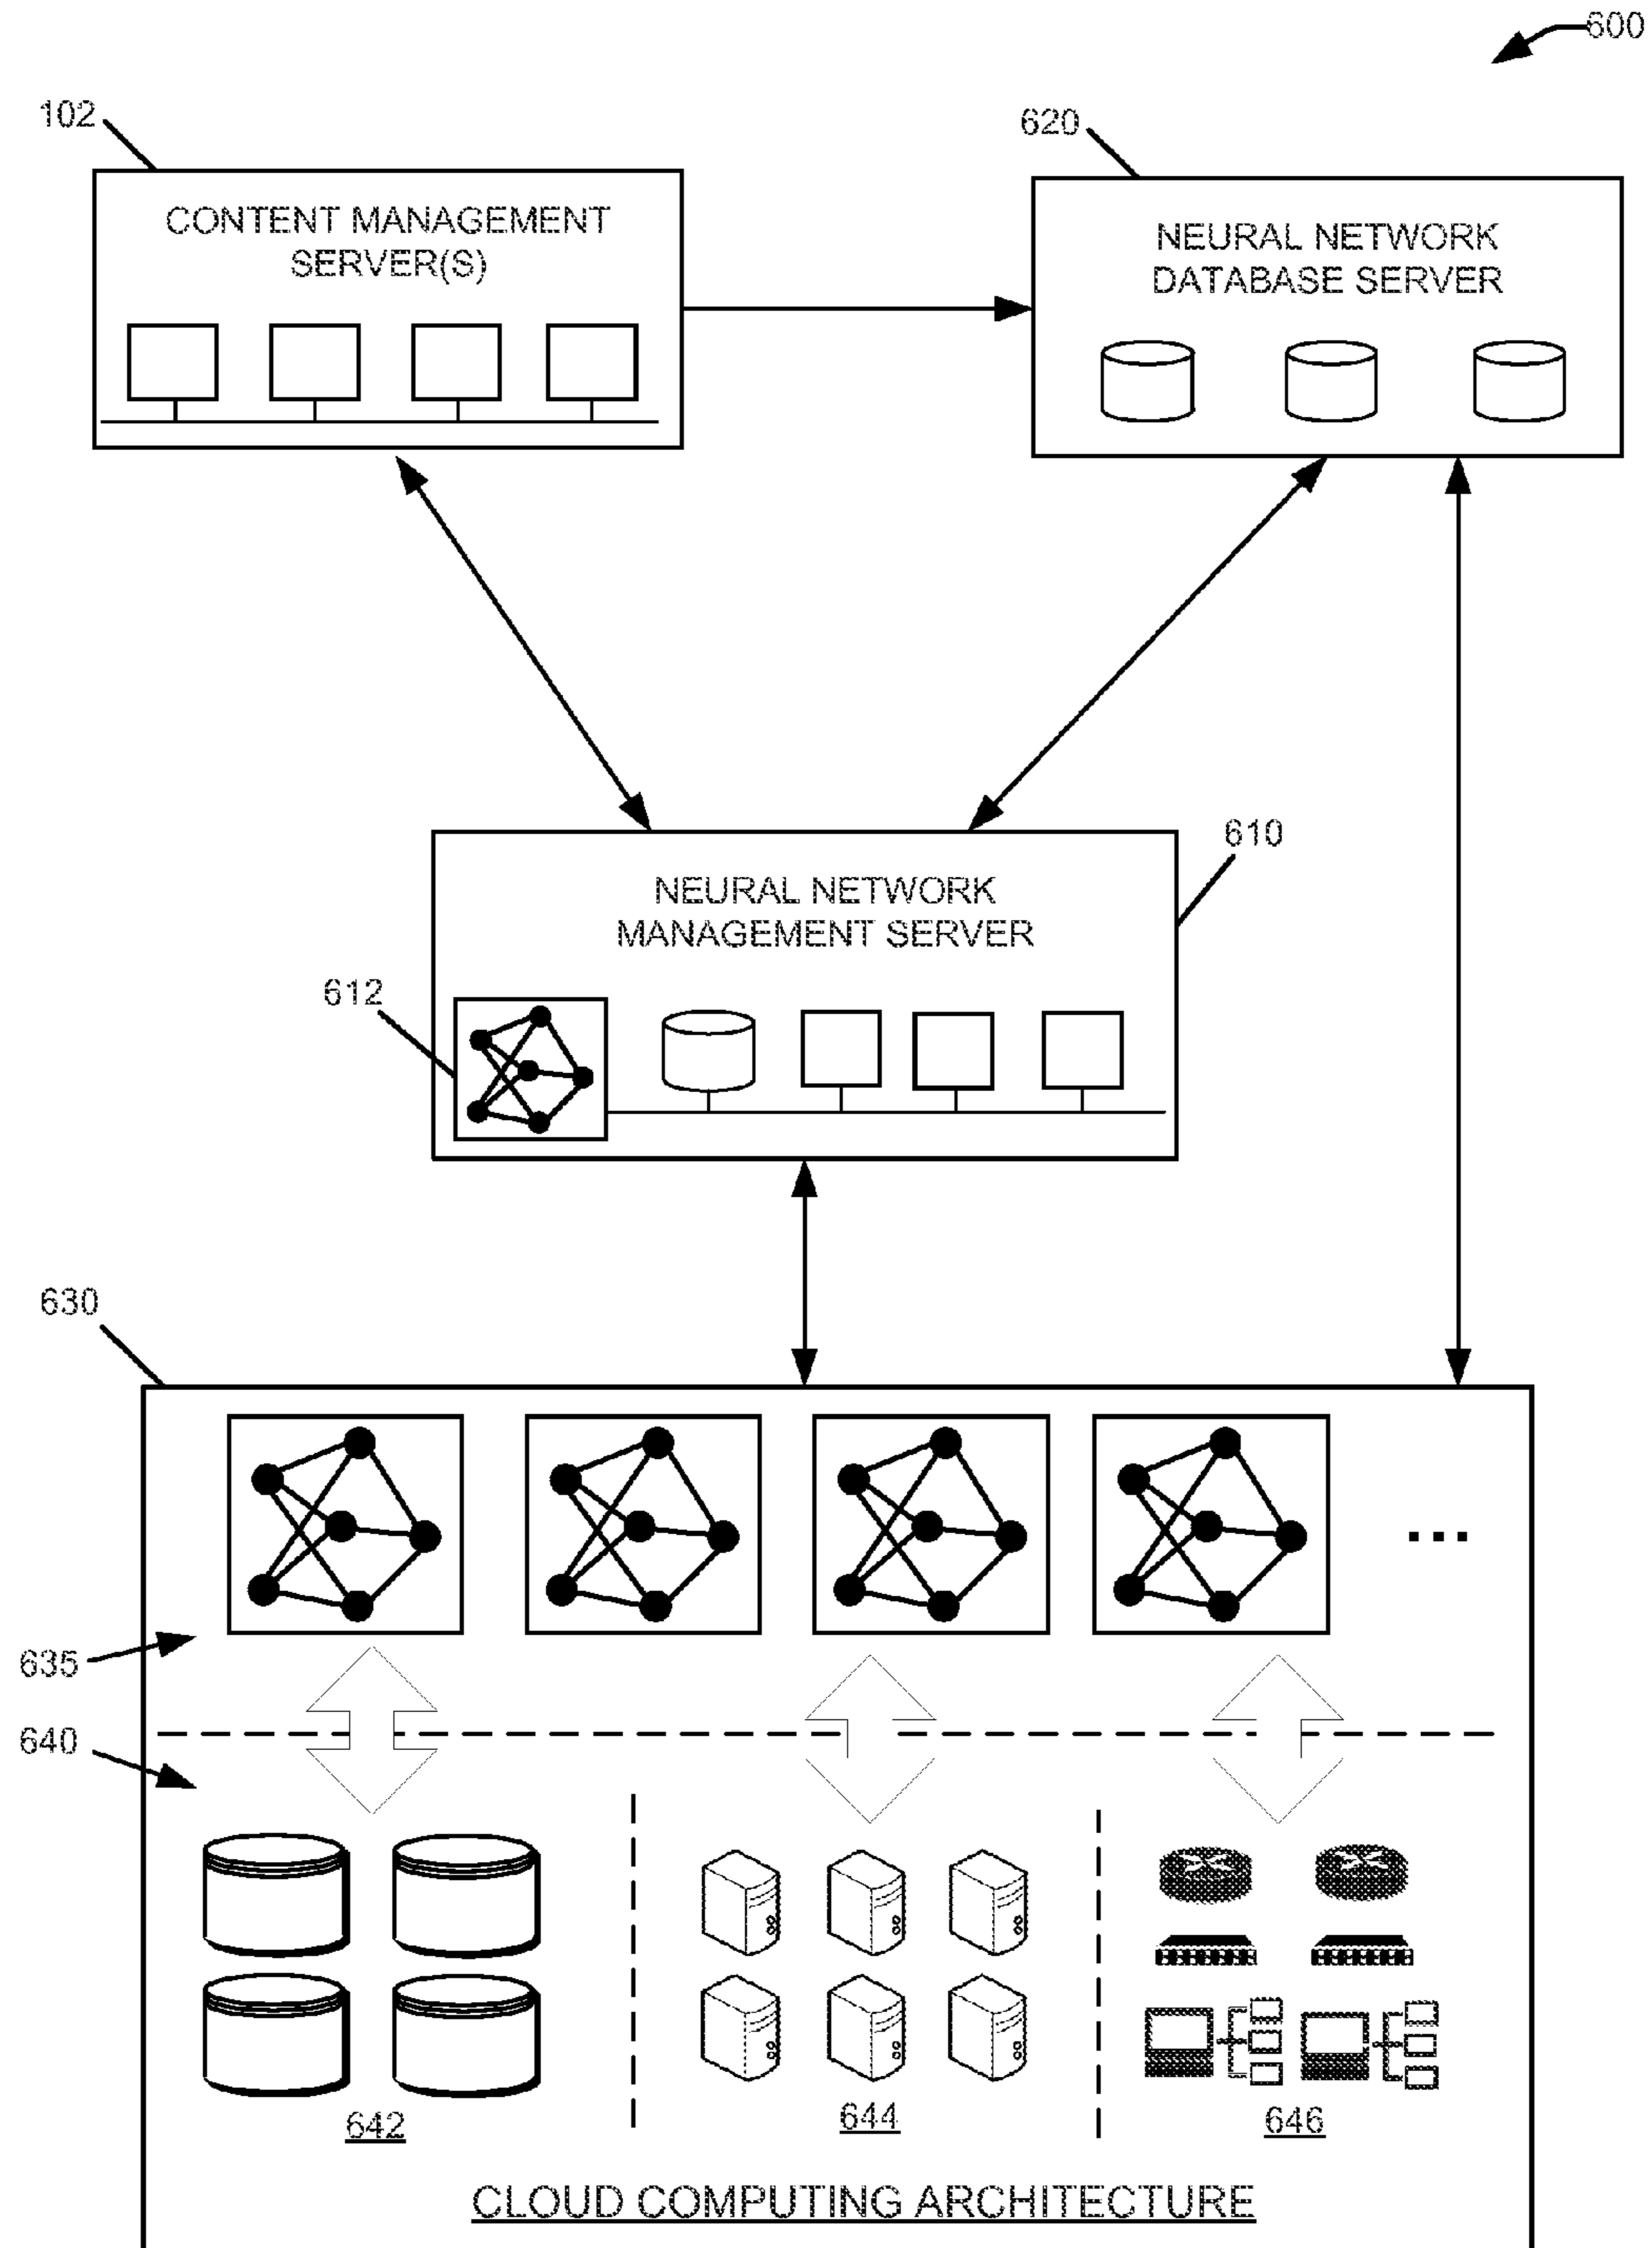 600
102
620
CONTENT MANAGEMENT
SERVER(S)
NEURAL NETWORK
DATABASE SERVER
610
NEURAL NETWORK
MANAGEMENT SERVER
612
630
...
635
640
642
644
646
CLOUD COMPUTING ARCHITECTURE